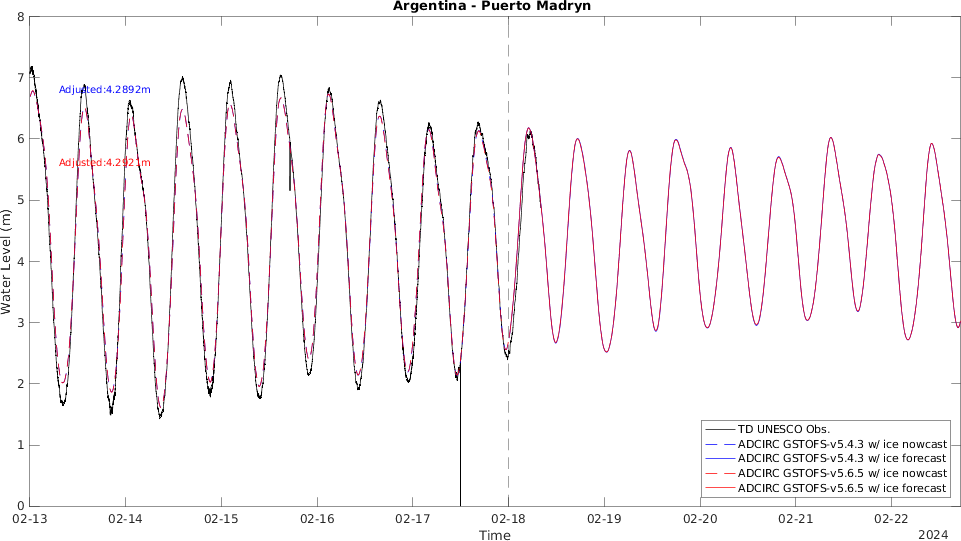 Argentina - Puerto Madryn
8
7
6
5
4
3
2
1
0
Water Level (m)
Adjusted:4.2892m
Adjusted:4.2921m
TD UNESCO Obs.
ADCIRC GSTOFS-v5.4.3 w/ ice nowcast
ADCIRC GSTOFS-v5.4.3 w/ ice forecast
ADCIRC GSTOFS-v5.6.5 w/ ice nowcast
ADCIRC GSTOFS-v5.6.5 w/ ice forecast
02-13 02-14 02-15 02-16 02-17 02-18 02-19 02-20 02-21 02-22
Time
2024